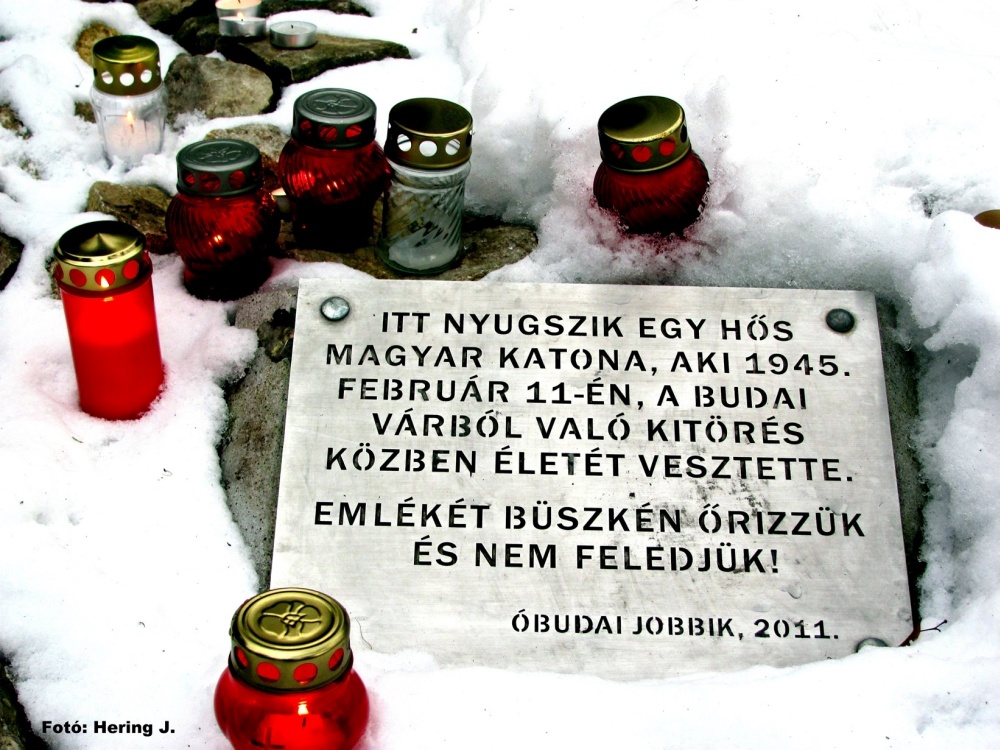 ITT NYUGSZIK EGY HŐS
MAGYAR KATONA, AKI 1945.
FEBRUÁR 11-ÉN, A BUDAI
VÁRBÓL VALÓ KITÖRÉS
KÖZBEN ÉLETÉT VESZTETTE.
EMLÉKÉT BÜSZKÉN ŐRIZZÜK
ÉS NEM FELEDJÜK!
ÓBUDAI JOBBIK, 2011.
Fotó: Hering J.